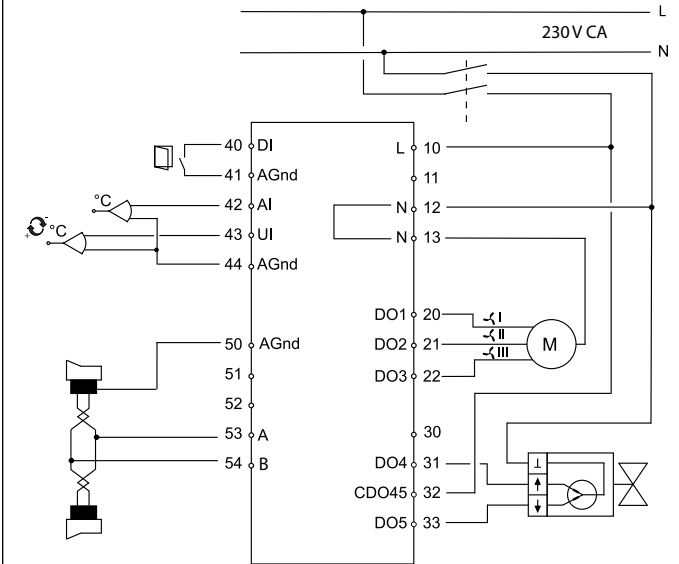 L
230 V CA
N
40 DI L 10
41 AGnd 11
°C 42 AI N 12
°C 43 UI N 13
- +
44 AGnd
DO1 20 I
50 AGnd DO2 21 II M
51 DO3 22 III
52
53 A 30
54 B DO4 31 ⊥
CDO45 32 ↑
DO5 33 ↓